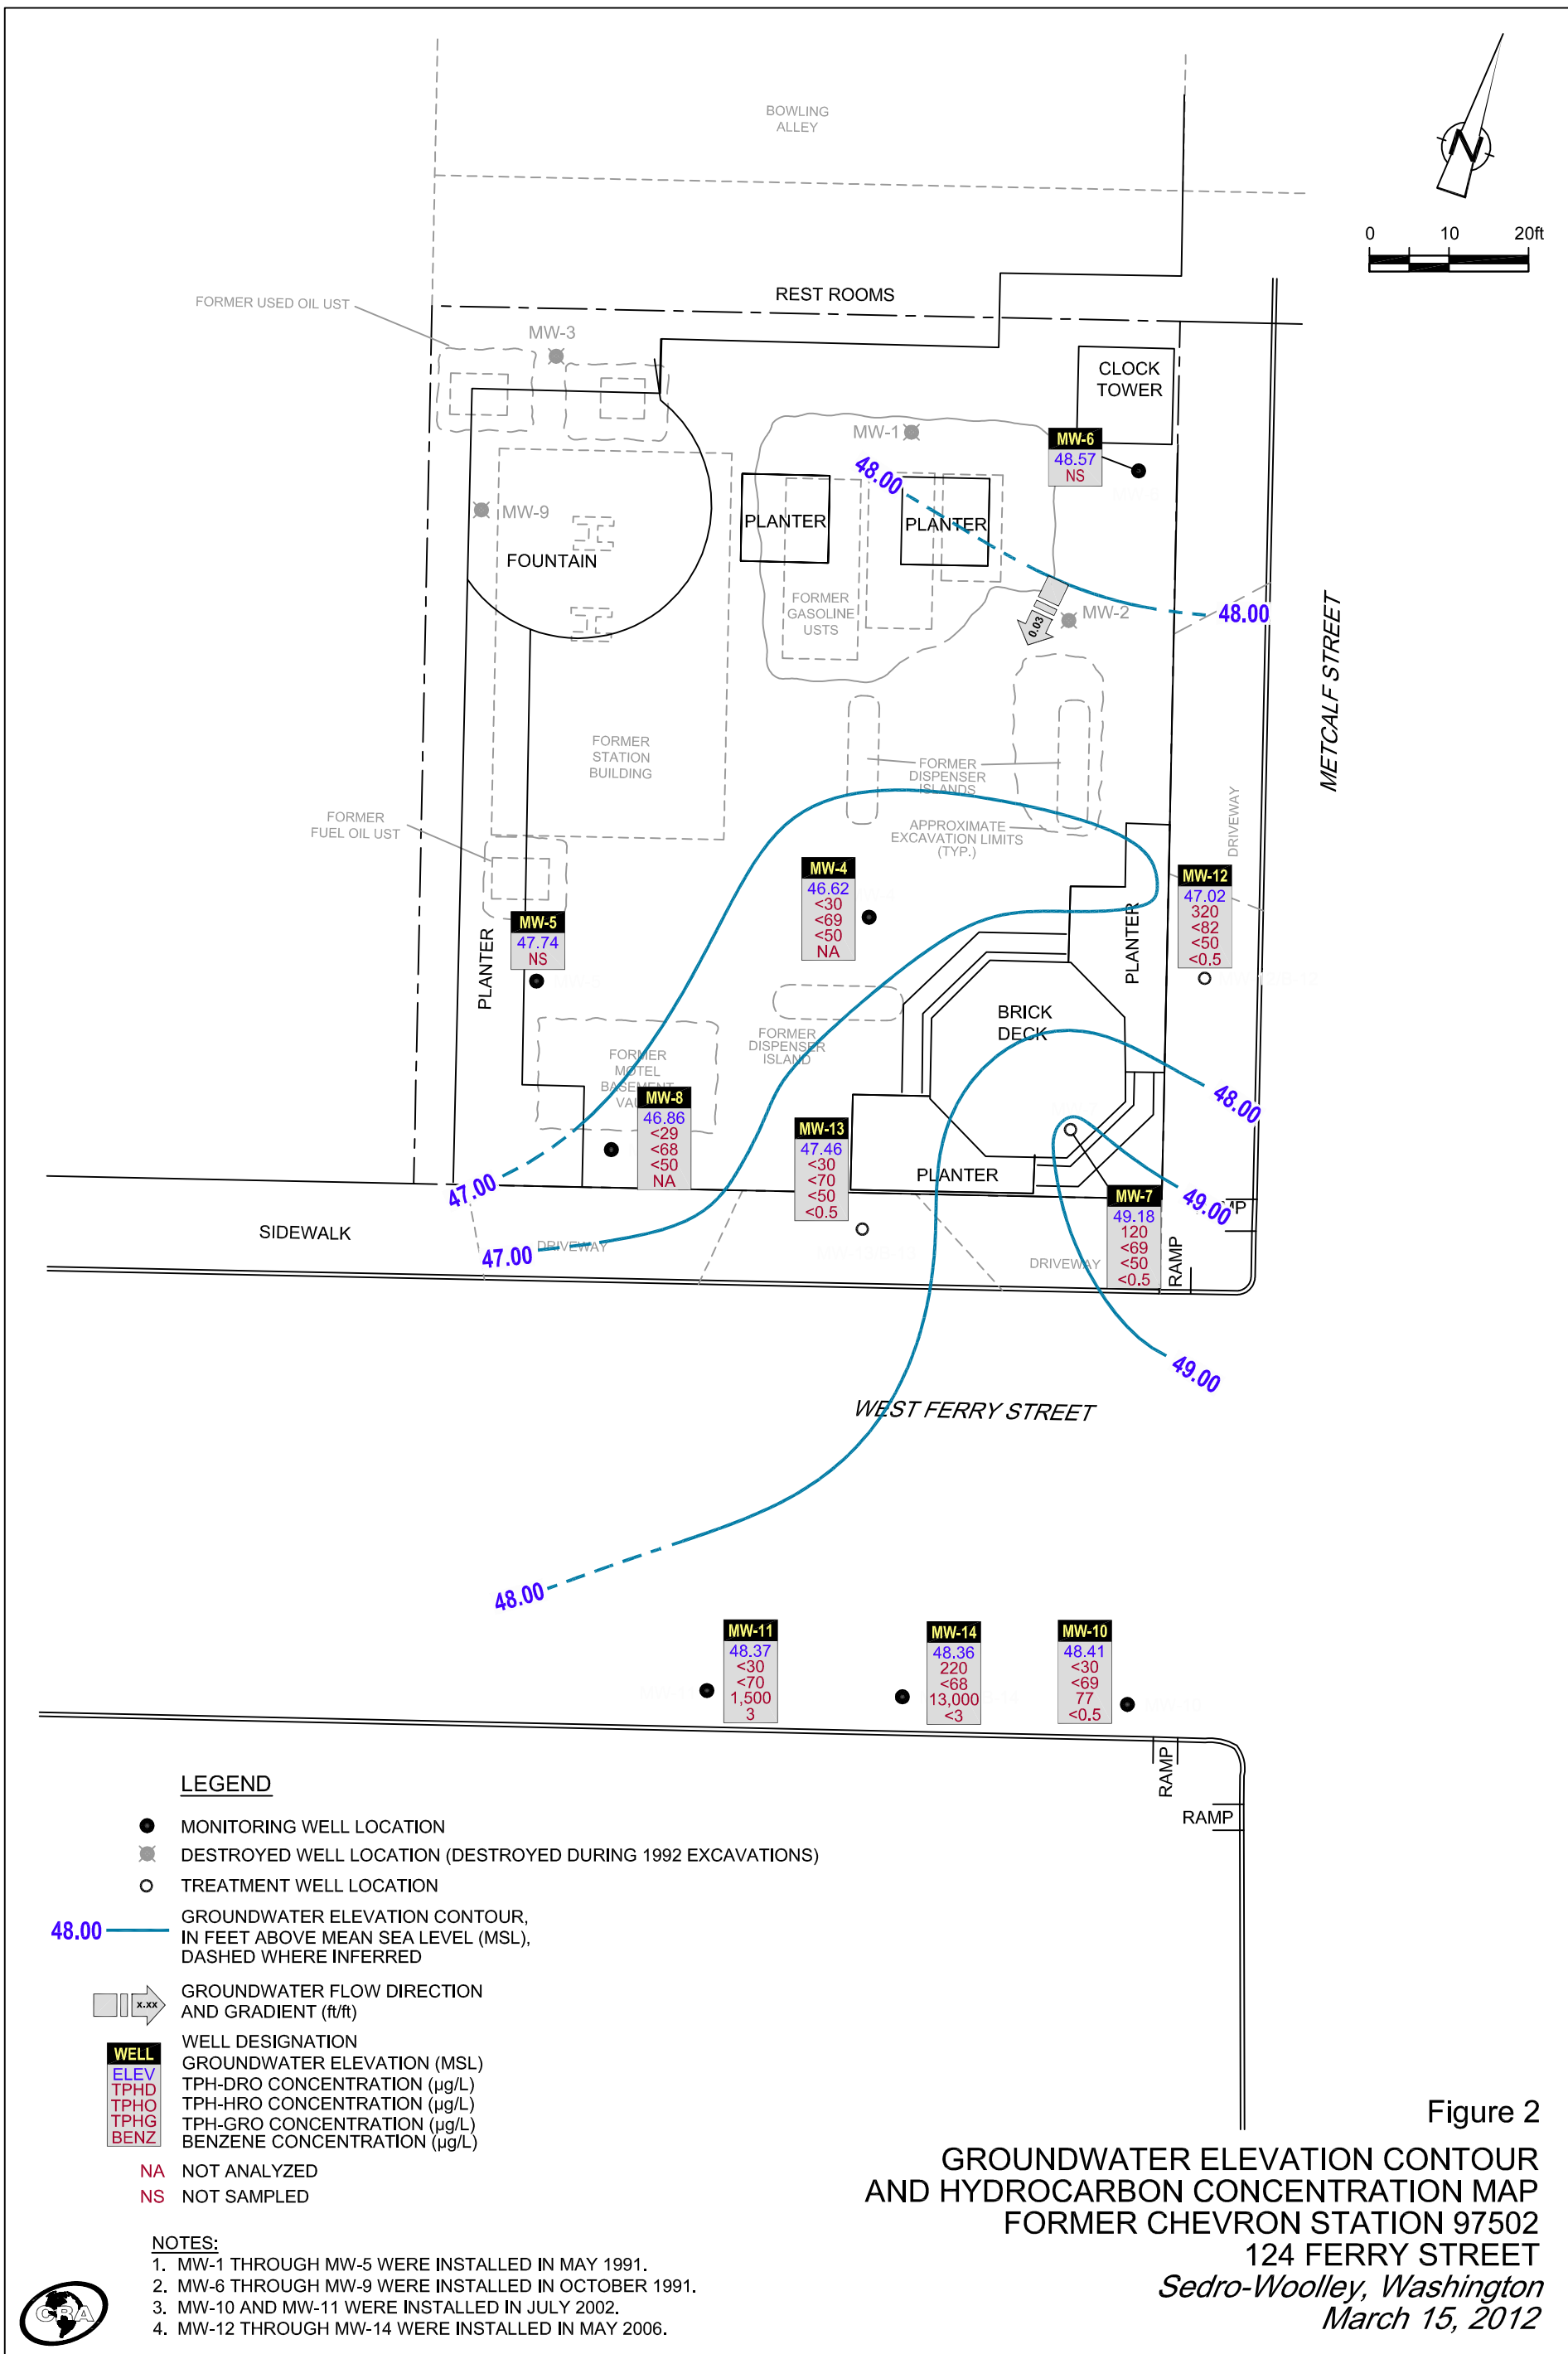 BOWLING
ALLEY
N
0 10 20ft
REST ROOMS
FORMER USED OIL UST
MW-3
CLOCK
TOWER
MW-1
MW-6
48.57
NS
48.00
MW-9
PLANTER
PLANTER
FOUNTAIN
FORMER
GASOLINE
USTS
0.03
MW-2
48.00
METCALF STREET
FORMER
STATION
BUILDING
FORMER
DISPENSER
ISLANDS
FORMER
FUEL OIL UST
APPROXIMATE
EXCAVATION LIMITS
(TYP.)
DRIVEWAY
MW-4
46.62
<30
<69
<50
NA
MW-12
47.02
320
<82
<50
<0.5
MW-5
47.74
NS
PLANTER
PLANTER
BRICK
DECK
FORMER
DISPENSER
ISLAND
FORMER
MOTEL
BASEMENT
VAU
MW-8
46.86
<29
<68
<50
NA
48.00
MW-13
47.46
<30
<70
<50
<0.5
PLANTER
47.00
49.00
MW-7
49.18
120
<69
<50
<0.5
MP
RAMP
SIDEWALK
47.00
DRIVEWAY
DRIVEWAY
49.00
WEST FERRY STREET
48.00
MW-11
48.37
<30
<70
1,500
3
MW-14
48.36
220
<68
13,000
<3
MW-10
48.41
<30
<69
77
<0.5
RAMP
RAMP
LEGEND
MONITORING WELL LOCATION
DESTROYED WELL LOCATION (DESTROYED DURING 1992 EXCAVATIONS)
TREATMENT WELL LOCATION
48.00
GROUNDWATER ELEVATION CONTOUR,
IN FEET ABOVE MEAN SEA LEVEL (MSL),
DASHED WHERE INFERRED
x.xx
GROUNDWATER FLOW DIRECTION
AND GRADIENT (ft/ft)
WELL WELL DESIGNATION
ELEV GROUNDWATER ELEVATION (MSL)
TPHD TPH-DRO CONCENTRATION (µg/L)
TPHO TPH-HRO CONCENTRATION (µg/L)
TPHG TPH-GRO CONCENTRATION (µg/L)
BENZ BENZENE CONCENTRATION (µg/L)
NA NOT ANALYZED
NS NOT SAMPLED
NOTES:
1. MW-1 THROUGH MW-5 WERE INSTALLED IN MAY 1991.
2. MW-6 THROUGH MW-9 WERE INSTALLED IN OCTOBER 1991.
3. MW-10 AND MW-11 WERE INSTALLED IN JULY 2002.
4. MW-12 THROUGH MW-14 WERE INSTALLED IN MAY 2006.
CRA
Figure 2
GROUNDWATER ELEVATION CONTOUR
AND HYDROCARBON CONCENTRATION MAP
FORMER CHEVRON STATION 97502
124 FERRY STREET
Sedro-Woolley, Washington
March 15, 2012